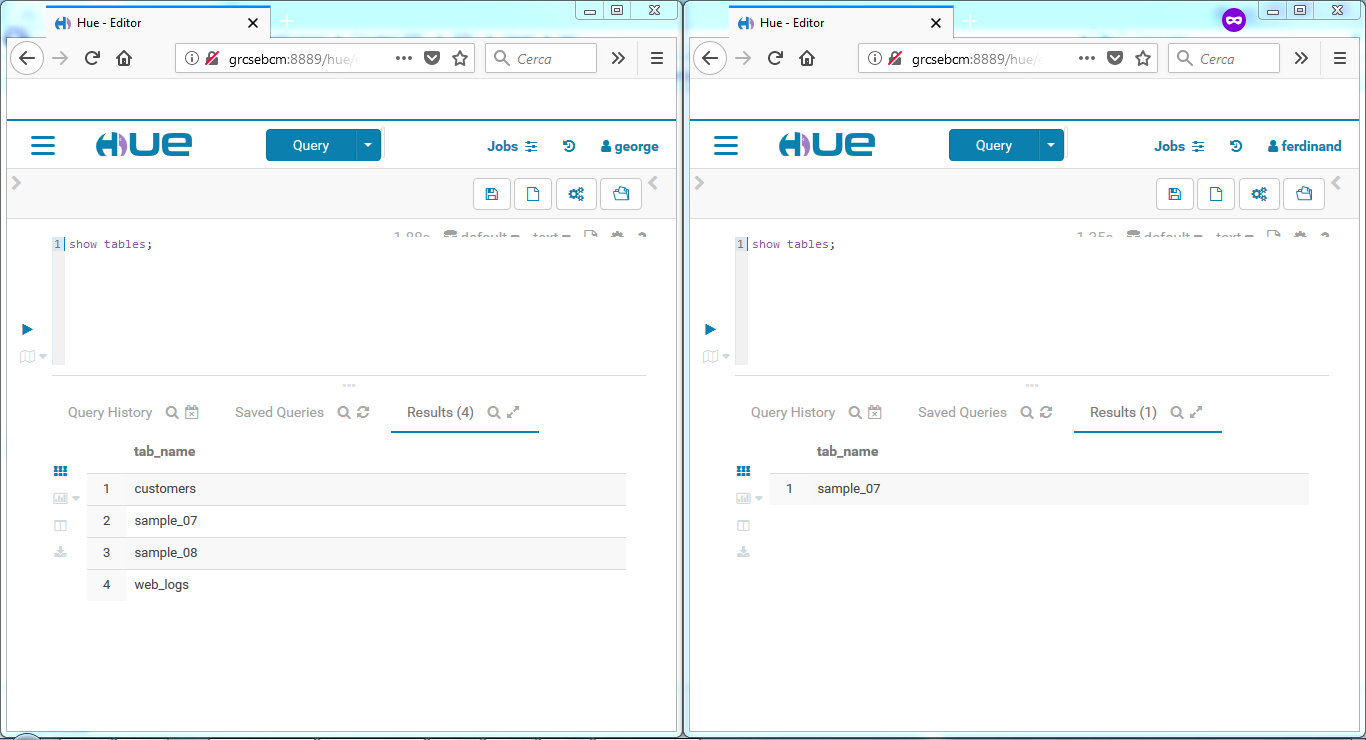 Hue - Editor
grcsebcm:8889/hue/
Cerca
HUE
Query
Jobs
george
1.88s default text
1 show tables;
Query History
Saved Queries
Results (4)
tab_name
1 customers
2 sample_07
3 sample_08
4 web_logs
Hue - Editor
grcsebcm:8889/hue/
Cerca
HUE
Query
Jobs
ferdinand
default text
1 show tables;
Query History
Saved Queries
Results (1)
tab_name
1 sample_07